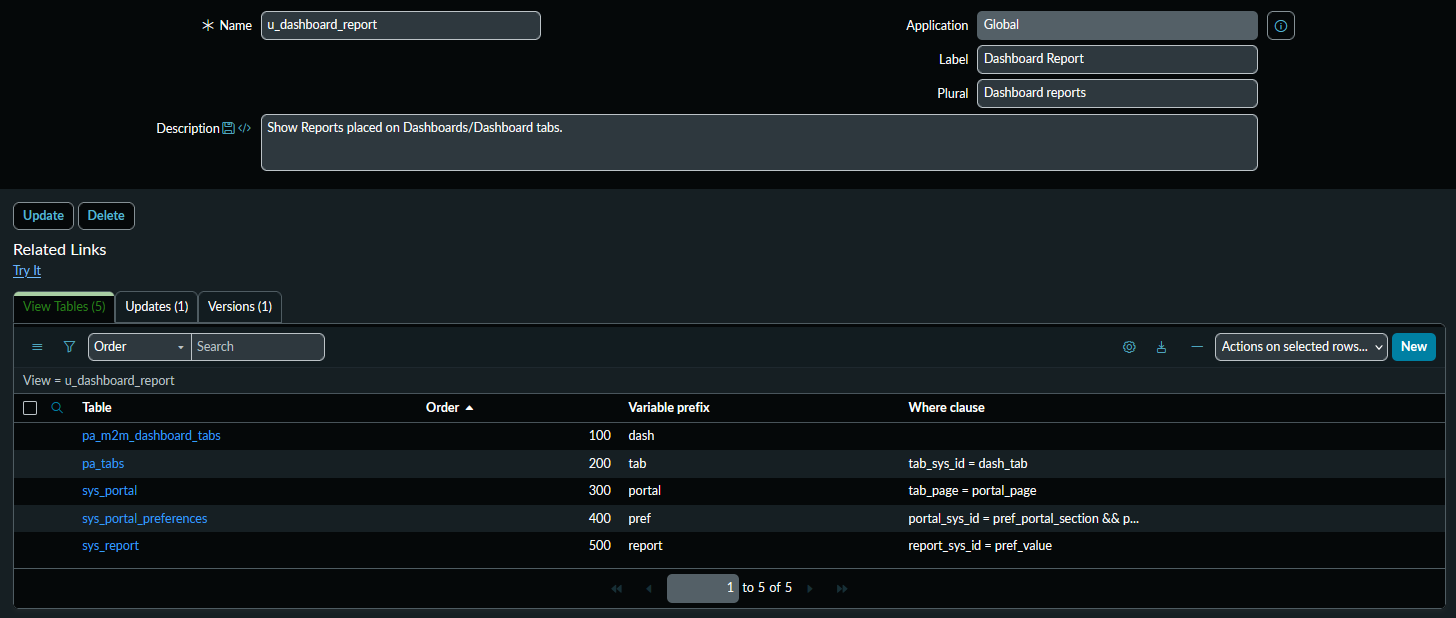 Name u_dashboard_report Application Global
Label Dashboard Report
Plural Dashboard reports
Description </> Show Reports placed on Dashboards/Dashboard tabs.
Update Delete
Related Links
Try It
View Tables (5) Updates (1) Versions (1)
Order Search Actions on selected rows... New
View = u_dashboard_report
Table Order Variable prefix Where clause
pa_m2m_dashboard_tabs 100 dash
pa_tabs 200 tab tab_sys_id = dash_tab
sys_portal 300 portal tab_page = portal_page
sys_portal_preferences 400 pref portal_sys_id = pref_portal_section && p...
sys_report 500 report report_sys_id = pref_value
1 to 5 of 5